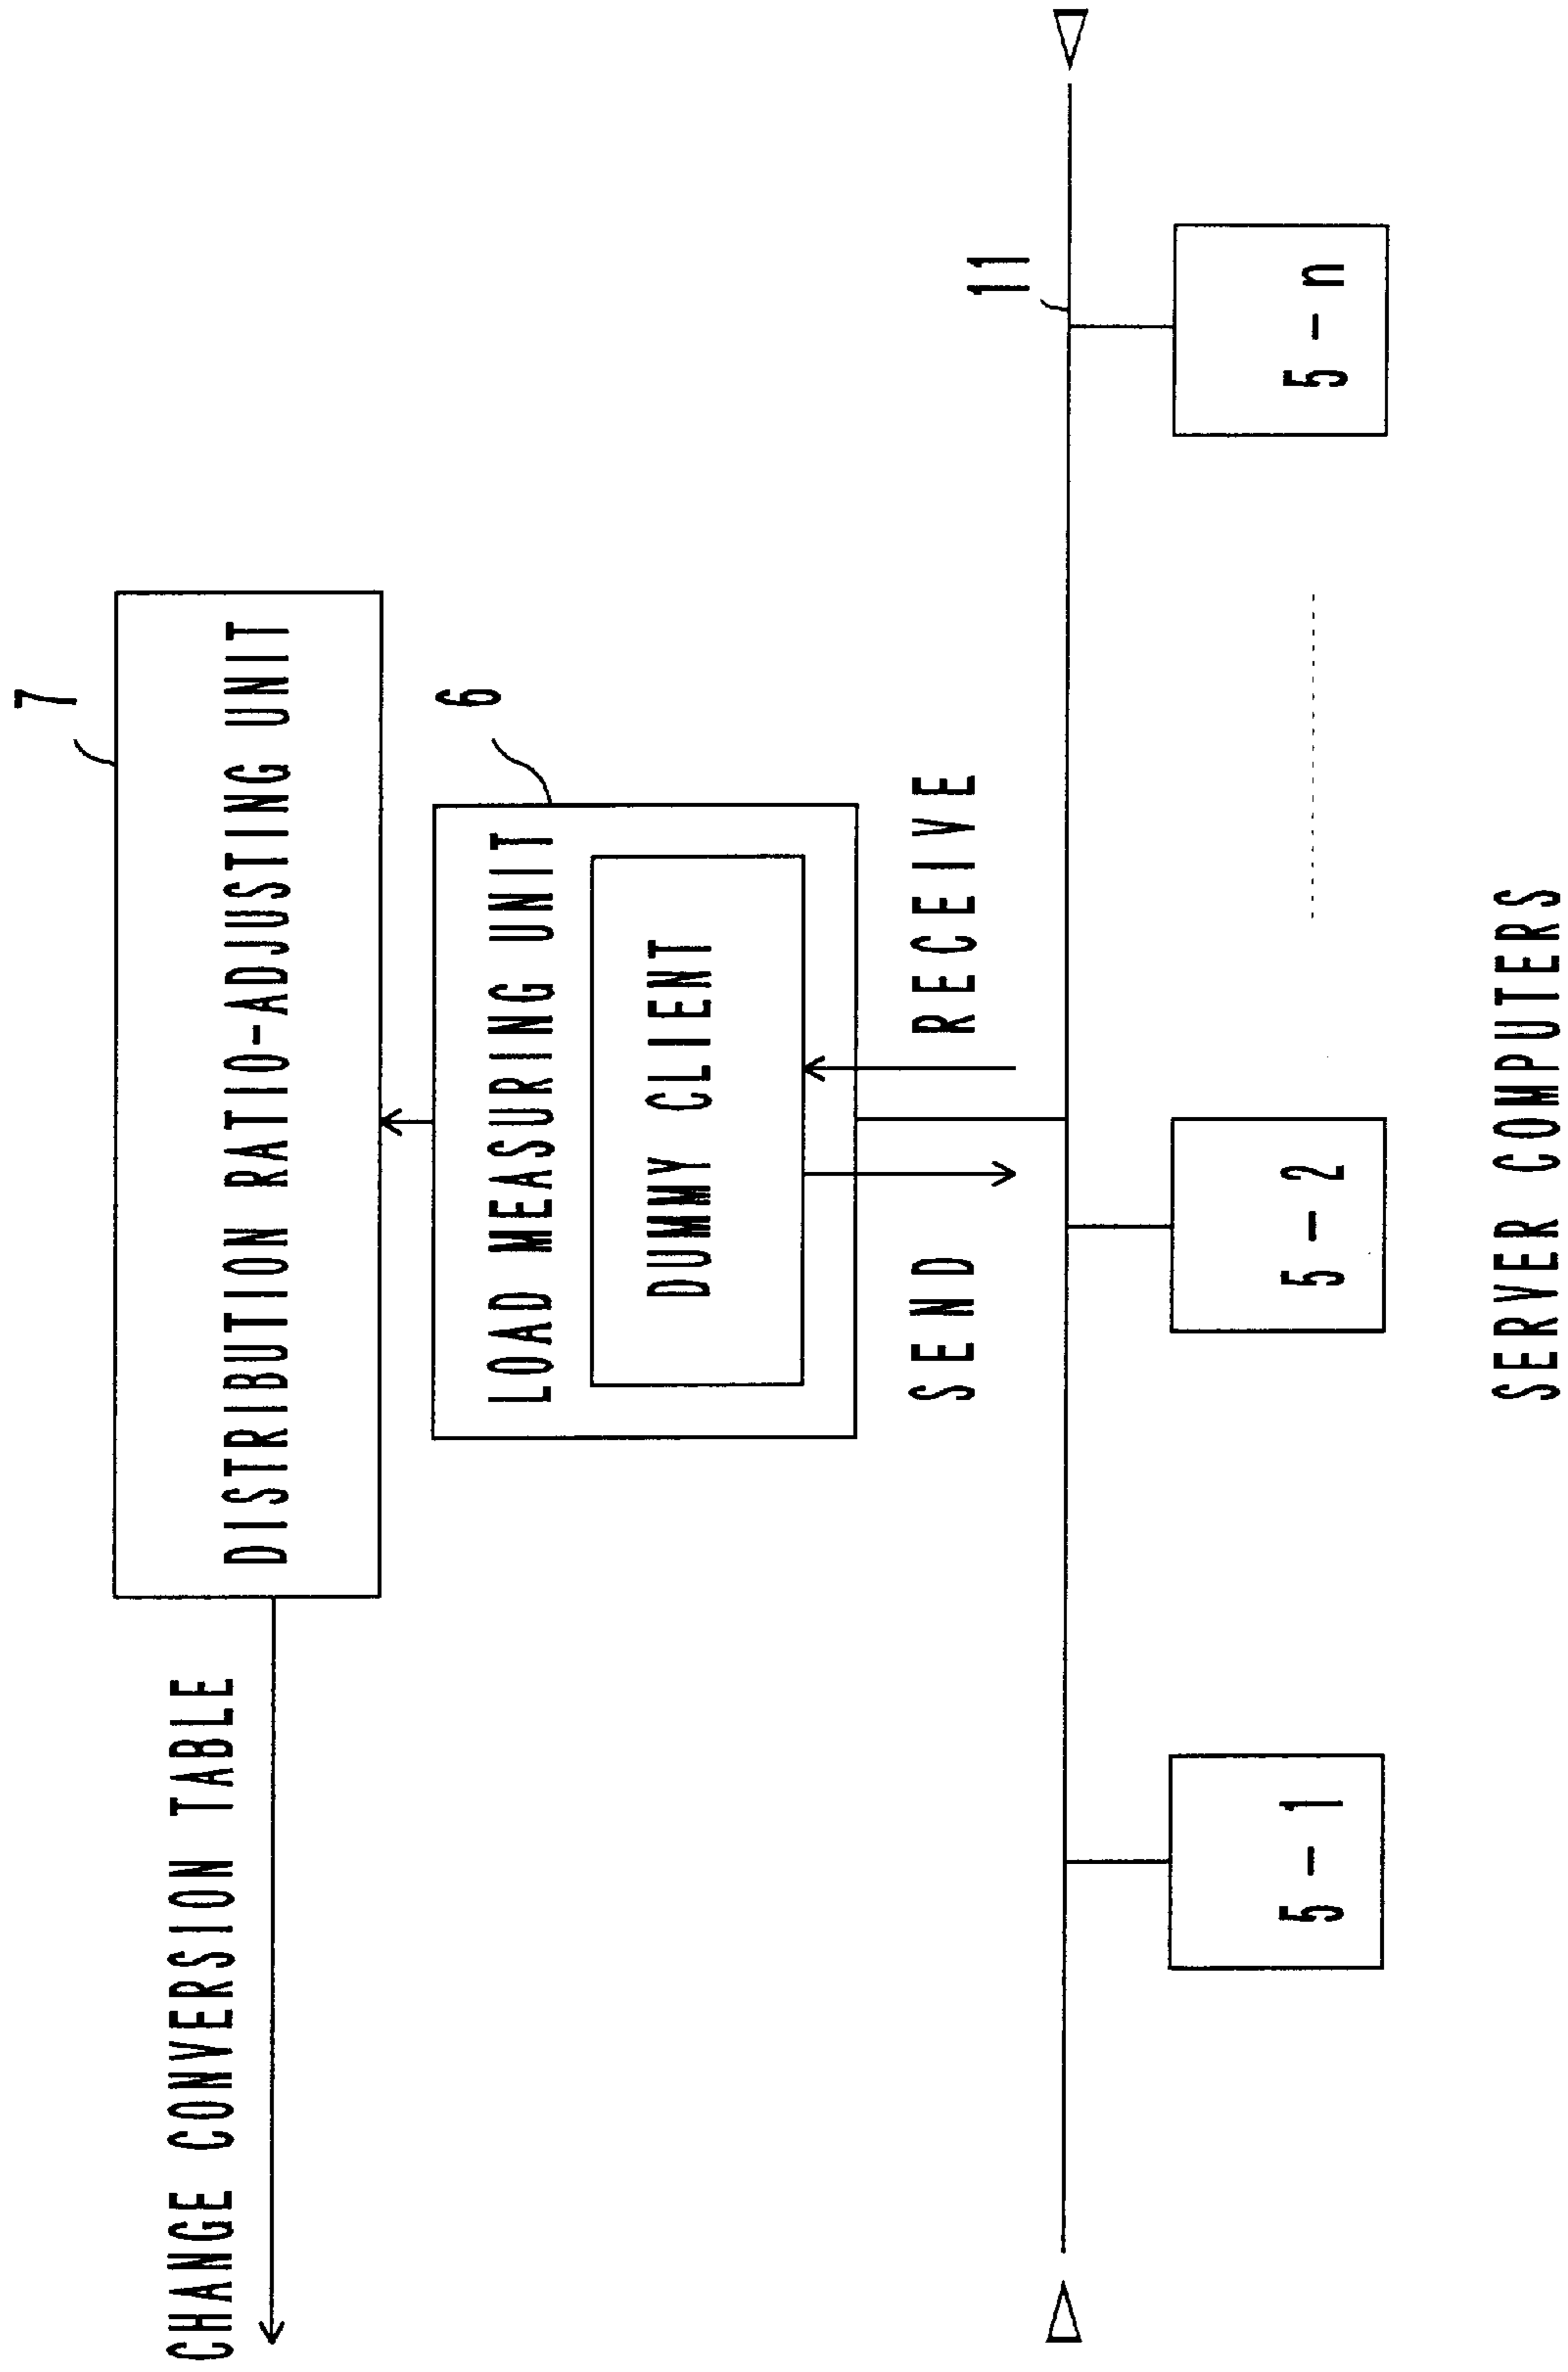 7
CHANGE CONVERSION TABLE
DISTRIBUTION RATIO-ADJUSTING UNIT
6
LOAD MEASURING UNIT
DUMMY CLIENT
SEND
RECEIVE
11
5 - 1
5 - 2
5 - n
SERVER COMPUTERS